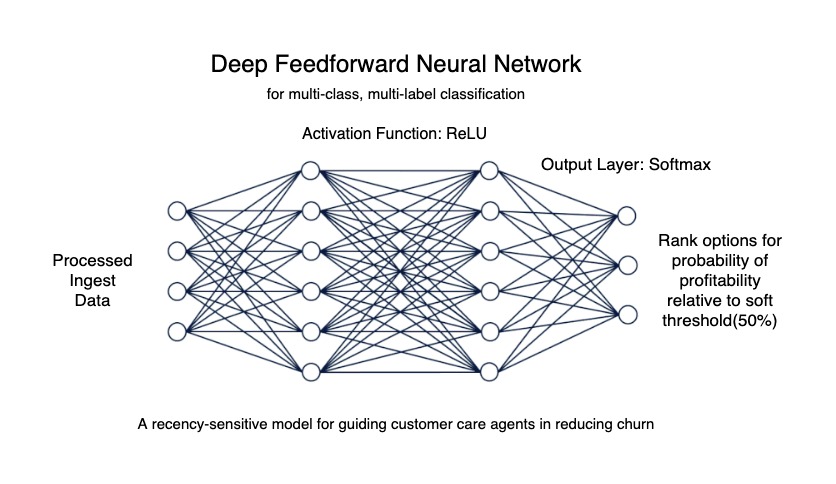 Deep Feedforward Neural Network
for multi-class, multi-label classification
Activation Function: ReLU
Output Layer: Softmax
Processed
Ingest
Data
Rank options for
probability of
profitability
relative to soft
threshold(50%)
A recency-sensitive model for guiding customer care agents in reducing churn